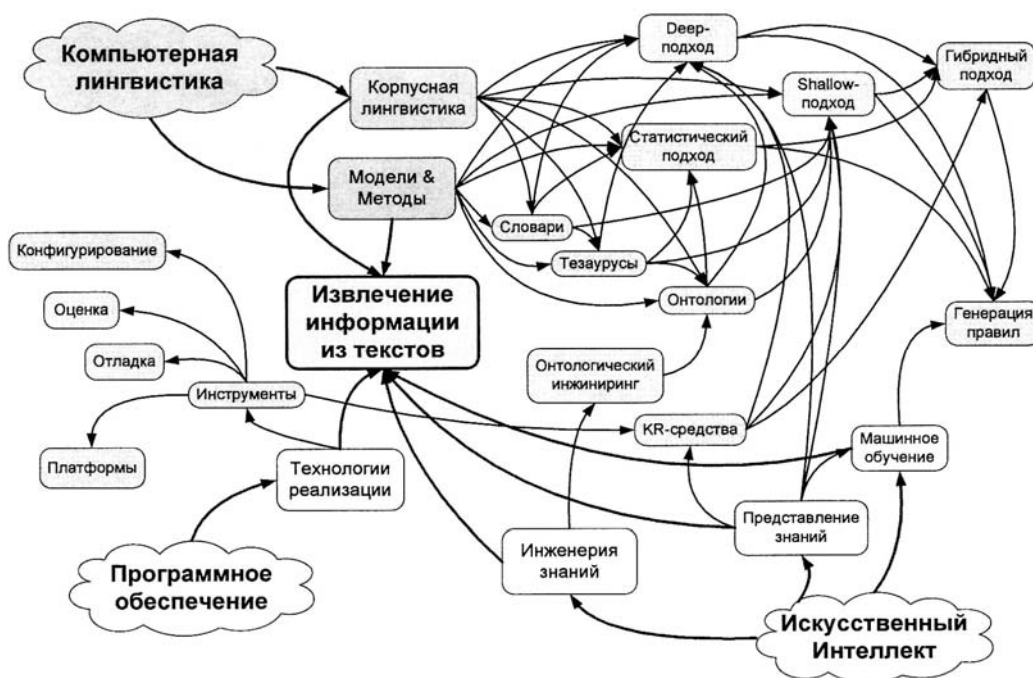 Компьютерная
лингвистика
Корпусная
лингвистика
Модели &
Методы
Deep-
подход
Shallow-
подход
Гибридный
подход
Статистический
подход
Словари
Тезаурусы
Онтологии
Генерация
правил
Конфигурирование
Оценка
Отладка
Инструменты
Платформы
Извлечение
информации
из текстов
Онтологический
инжиниринг
KR-средства
Машинное
обучение
Технологии
реализации
Инженерия
знаний
Представление
знаний
Программное
обеспечение
Искусственный
Интеллект